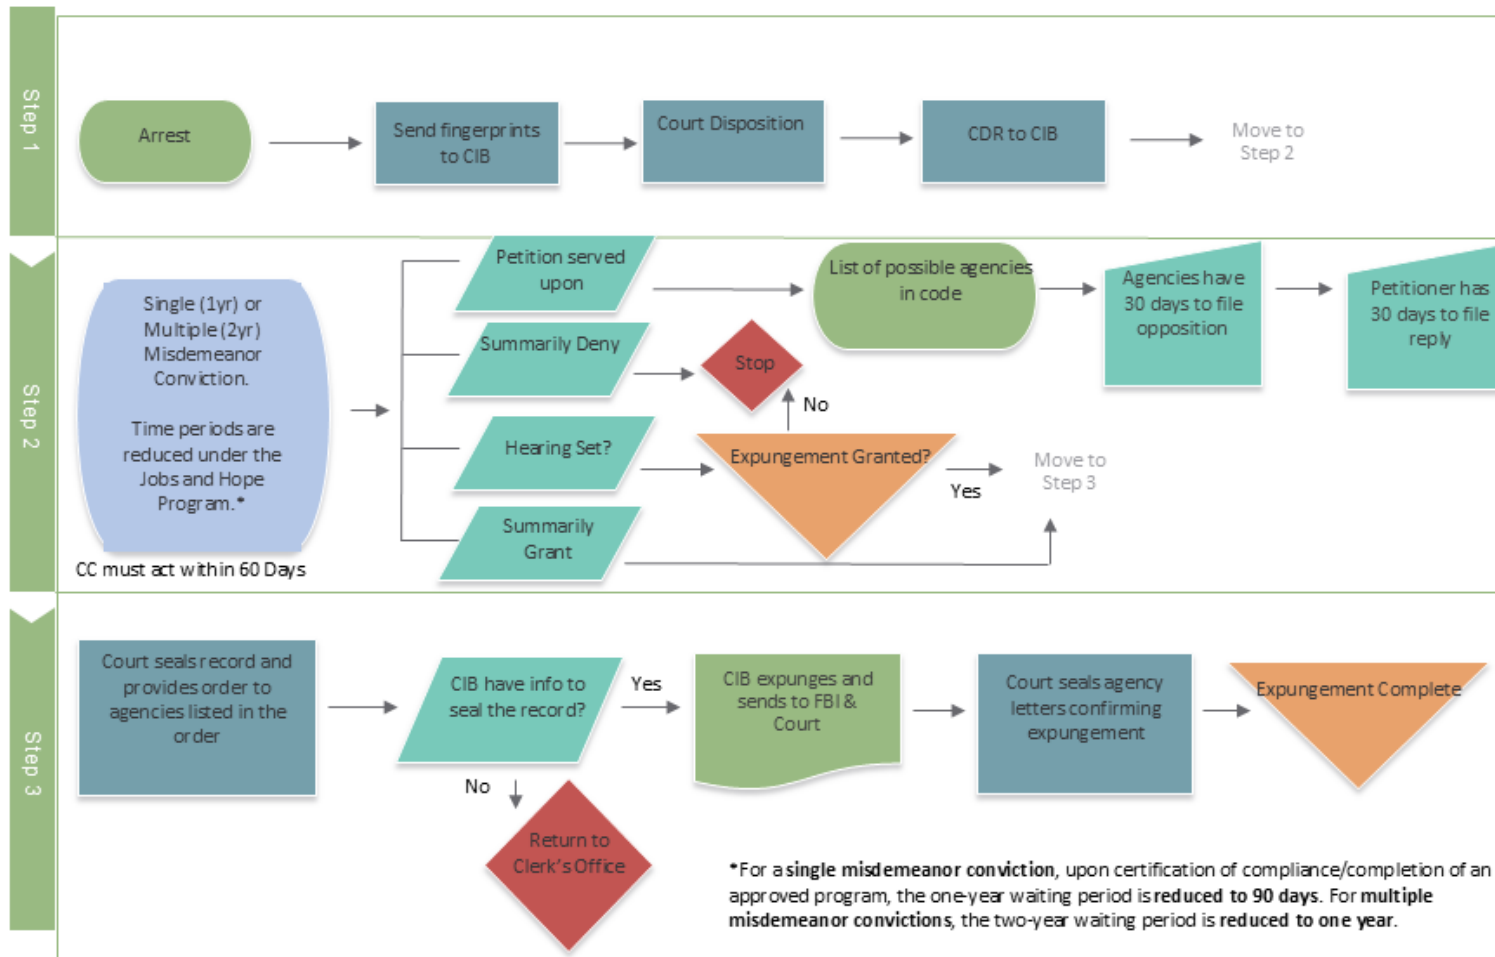 Step 1
Arrest
Send fingerprints
to CIB
Court Disposition
CDR to CIB
Move to
Step 2
Step 2
Single (1yr) or
Multiple (2yr)
Misdemeanor
Conviction.
Time periods are
reduced under the
Jobs and Hope
Program.*
CC must act within 60 Days
Petition served
upon
List of possible agencies
in code
Agencies have
30 days to file
opposition
Petitioner has
30 days to file
reply
Summarily Deny
Stop
No
Hearing Set?
Expungement Granted?
Yes
Move to
Step 3
Summarily
Grant
Step 3
Court seals record and
provides order to
agencies listed in the
order
CIB have info to
seal the record?
Yes
No
Return to
Clerk's Office
CIB expunges and
sends to FBI &
Court
Court seals agency
letters confirming
expungement
Expungement Complete
*For a single misdemeanor conviction, upon certification of compliance/completion of an
approved program, the one-year waiting period is reduced to 90 days. For multiple
misdemeanor convictions, the two-year waiting period is reduced to one year.